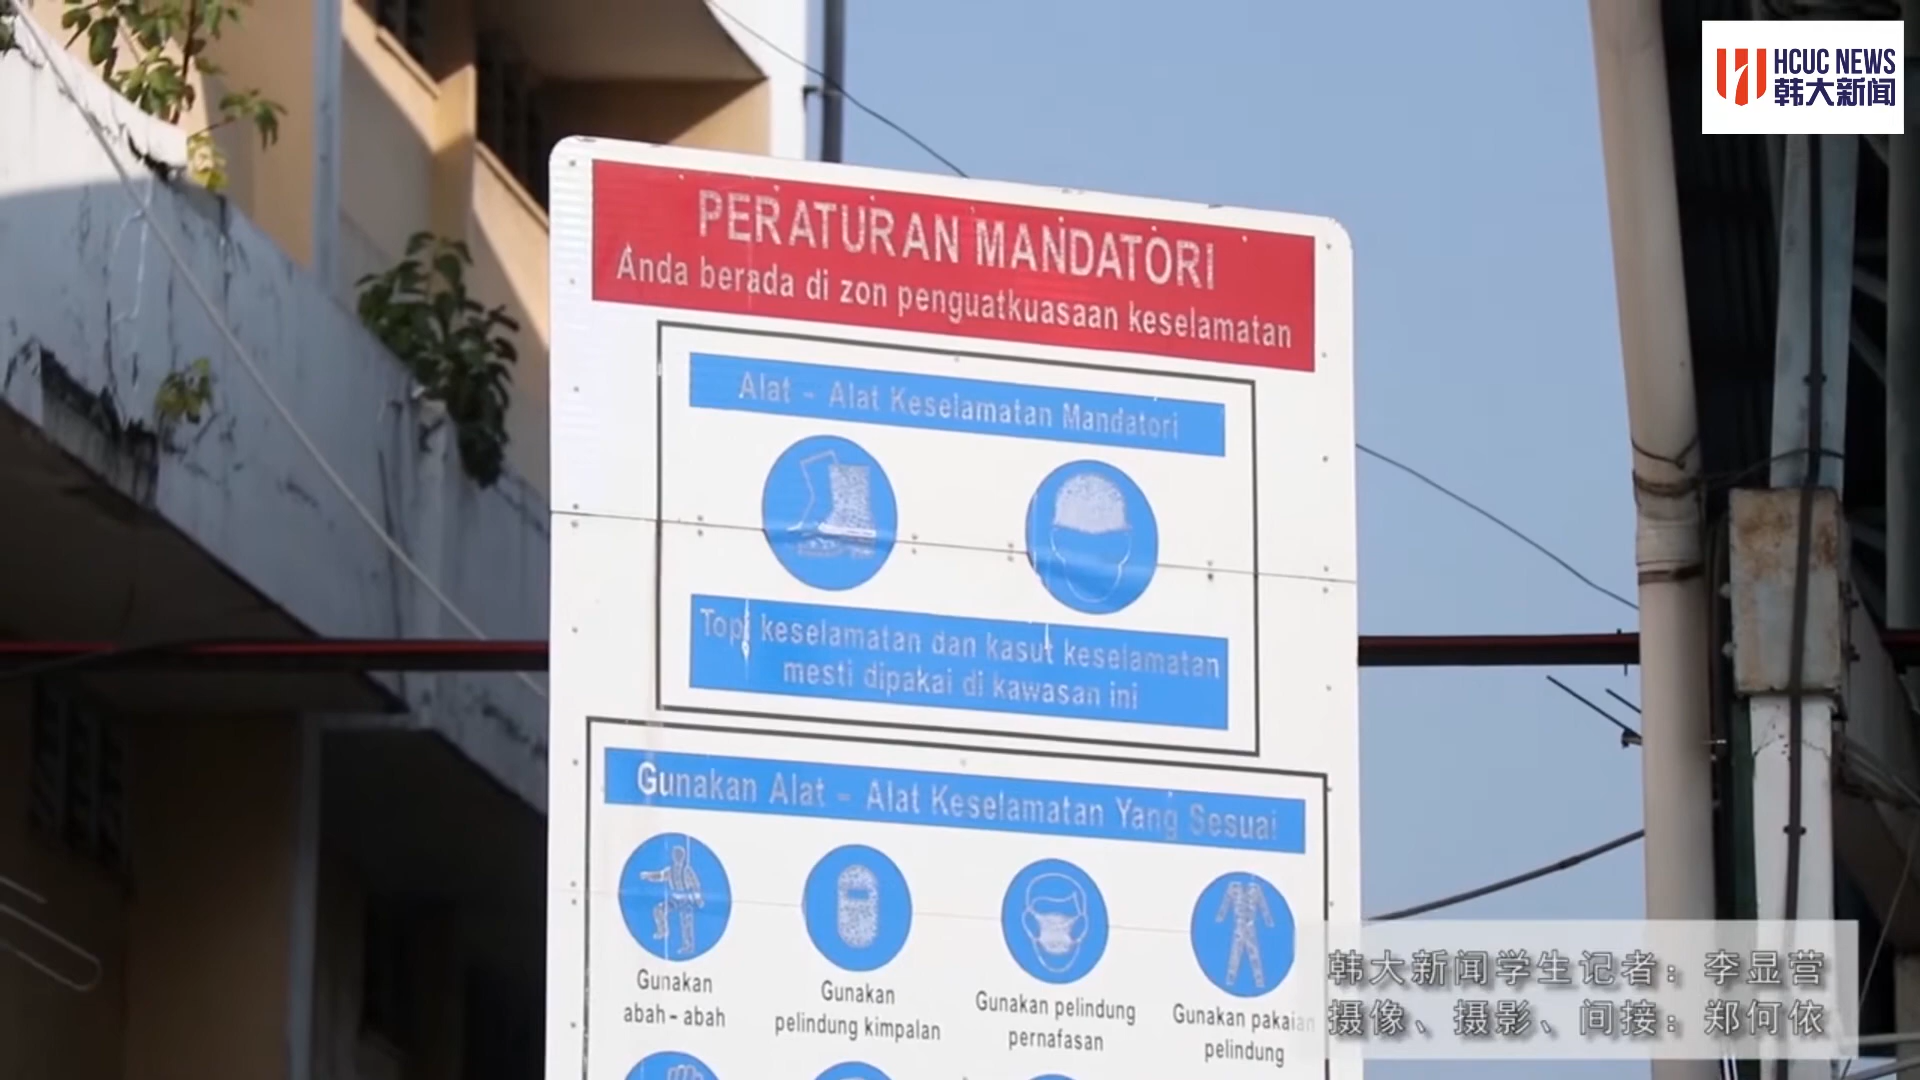 HCUC NEWS
韩大新闻
PERATURAN MANDATORI
Anda berada di zon penguatkuasaan keselamatan
Alat - Alat Keselamatan Mandatori
Topi keselamatan dan kasut keselamatan
mesti dipakai di kawasan ini
Gunakan Alat - Alat Keselamatan Yang Sesuai
Gunakan
abah-abah
Gunakan
pelindung kimpalan
Gunakan pelindung
pernafasan
Gunakan pakaian
pelindung
韩大新闻学生记者：李显营
摄像、摄影、间接：郑何依